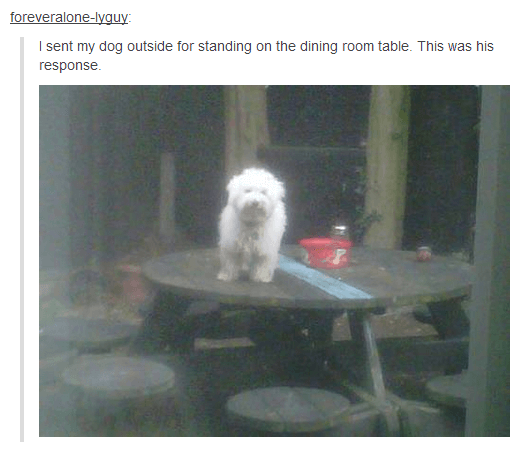 foreveralone-lyguy:
I sent my dog outside for standing on the dining room table. This was his
response.